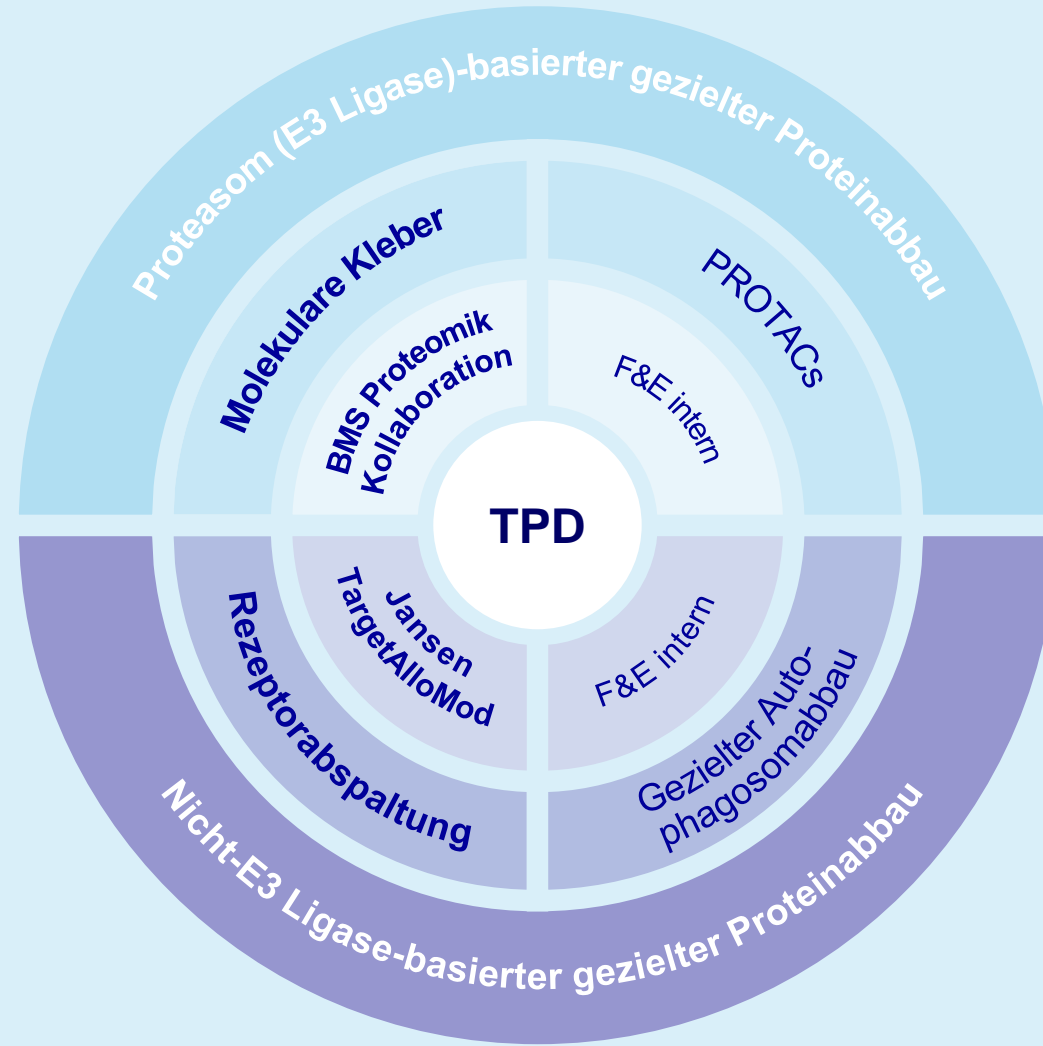 Proteasom (E3 Ligase)-basierter gezielter Proteinabbau
Molekulare Kleber
PROTACs
BMS Proteomik
Kollaboration
F&E intern
TPD
Jansen
TargetAlloMod
F&E intern
Rezeptorabspaltung
Gezielter Auto-
phagosomabbau
Nicht-E3 Ligase-basierter gezielter Proteinabbau